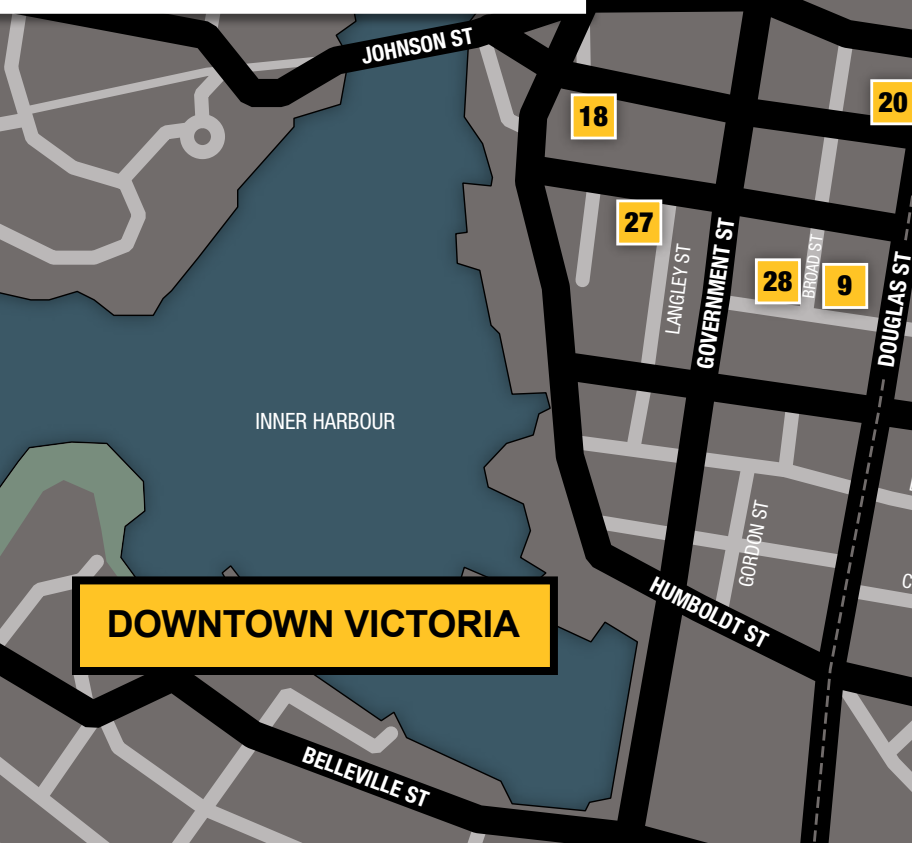 JOHNSON ST
20
18
27
LANGLEY ST
GOVERNMENT ST
28
BROAD ST
9
DOUGLAS ST
INNER HARBOUR
GORDON ST
HUMBOLDT ST
C
DOWNTOWN VICTORIA
BELLEVILLE ST